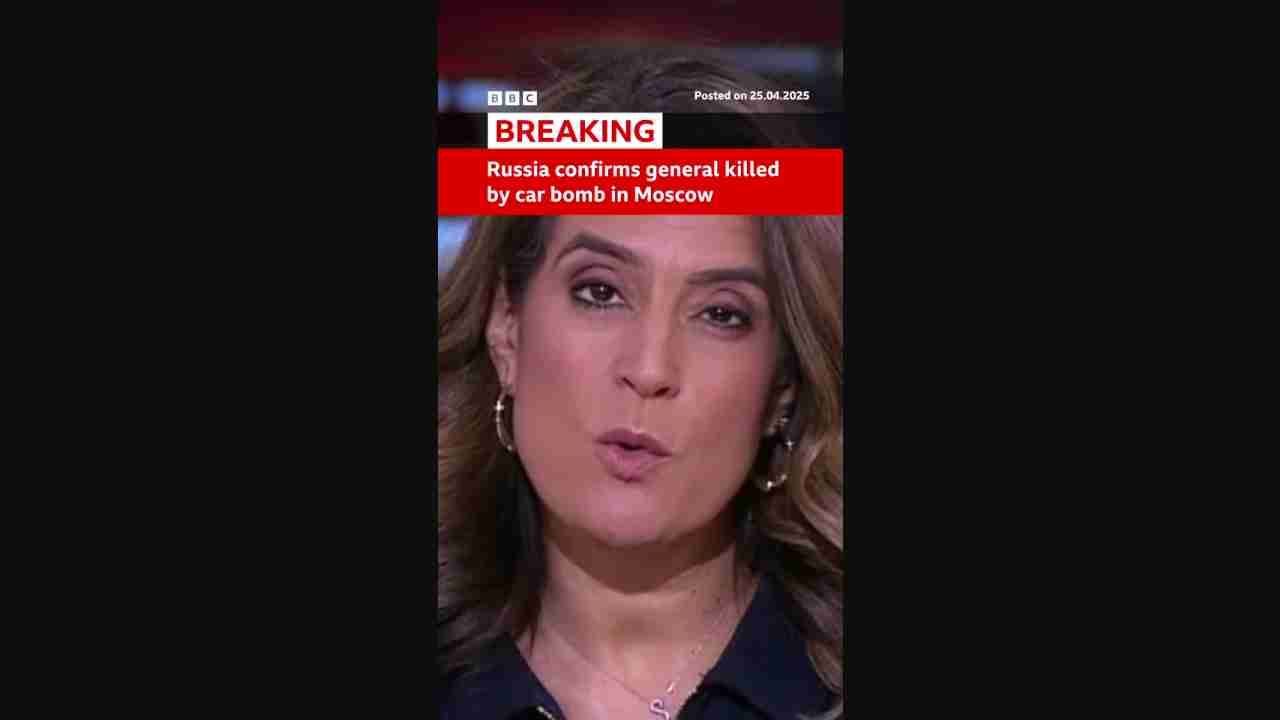 BBC
Posted on 25.04.2025
BREAKING
Russia confirms general killed
by car bomb in Moscow